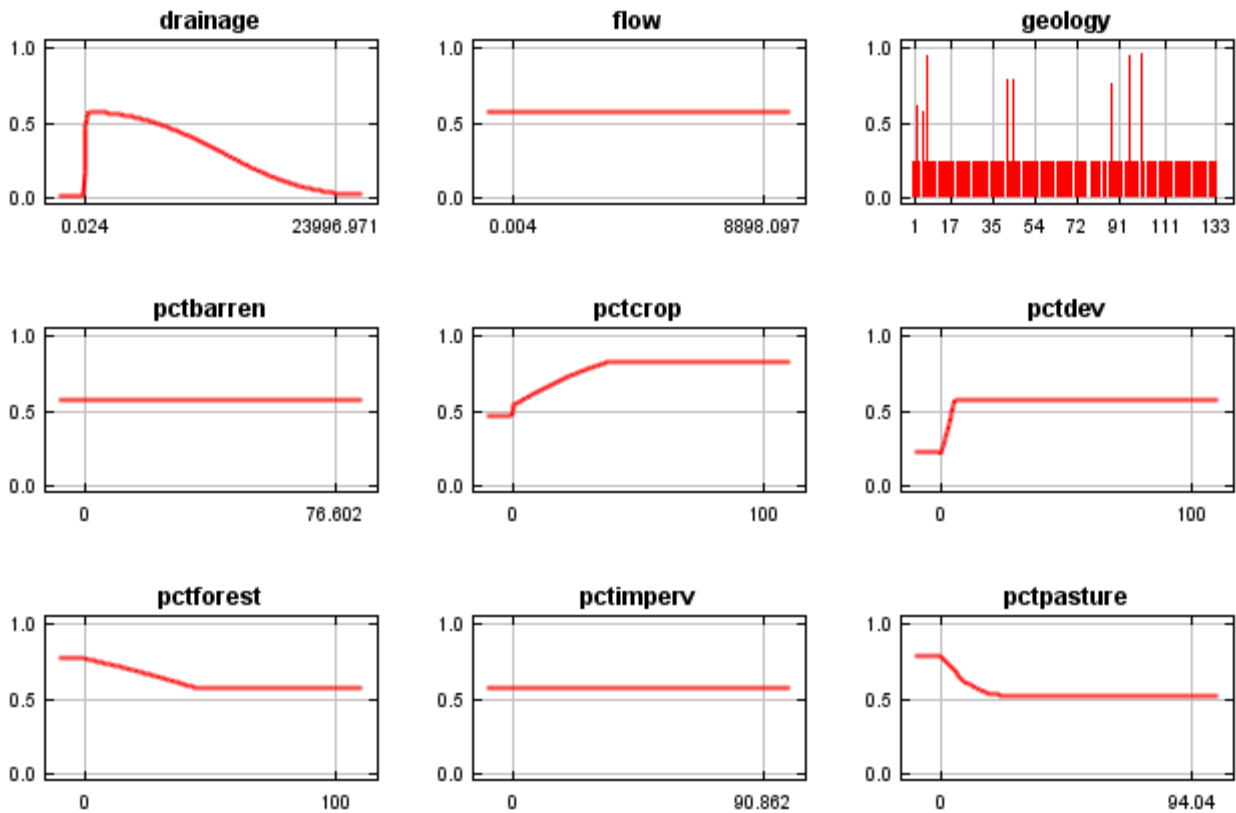 drainage flow geology
1.0 1.0 1.0
0.5 0.5 0.5
0.0 0.0 0.0
0.024 23996.971 0.004 8898.097 1 17 35 54 72 91 111 133
pctbarren pctcrop pctdev
1.0 1.0 1.0
0.5 0.5 0.5
0.0 0.0 0.0
0 76.602 0 100 0 100
pctforest pctimperv pctpasture
1.0 1.0 1.0
0.5 0.5 0.5
0.0 0.0 0.0
0 100 0 90.862 0 94.04